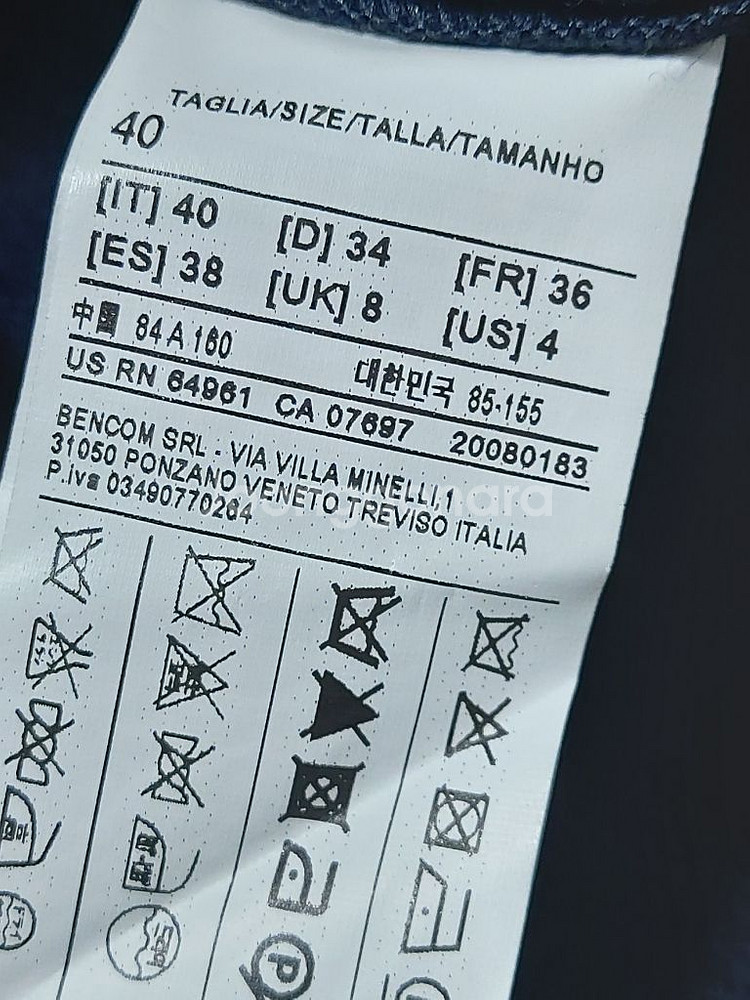 TAGLIA/SIZE/TALLA/TAMANHO
40
[IT] 40 [D] 34 [FR] 36
[ES] 38 [UK] 8 [US] 4
中國 84 A 160 대한민국 85-155
US RN 64961 CA 07697 20080183
BENCOM SRL - VIA VILLA MINELLI,1
31050 PONZANO VENETO TREVISO ITALIA
P.iva 03490770264
P